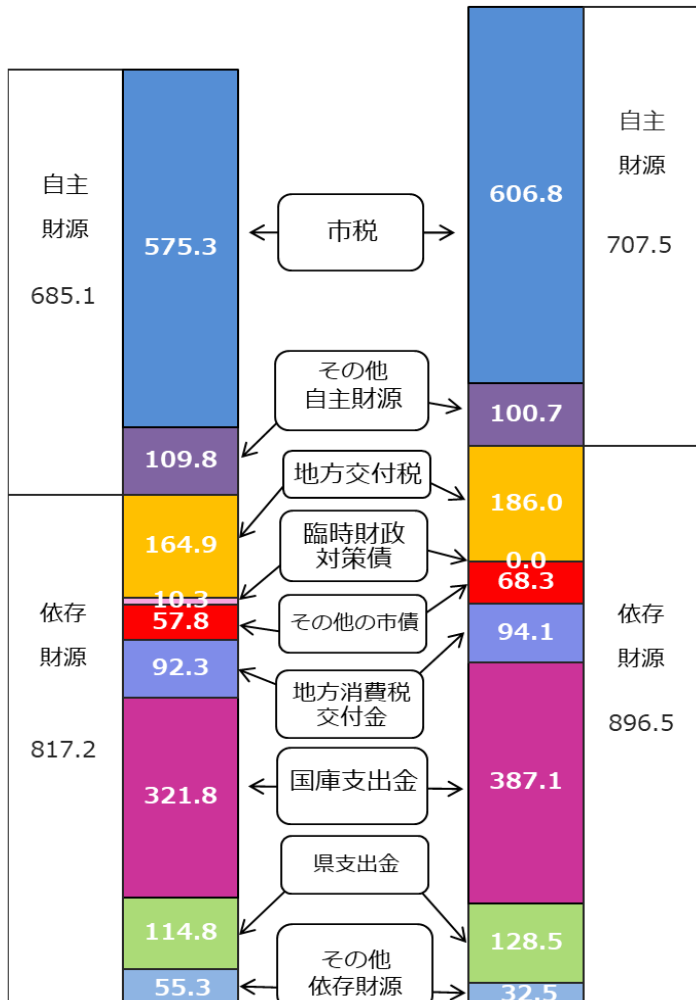 自主
財源
685.1
依存
財源
817.2
575.3
109.8
164.9
10.3
57.8
92.3
321.8
114.8
55.3
市税
その他
自主財源
地方交付税
臨時財政
対策債
その他の市債
地方消費税
交付金
国庫支出金
県支出金
その他
依存財源
606.8
100.7
186.0
0.0
68.3
94.1
387.1
128.5
32.5
自主
財源
707.5
依存
財源
896.5